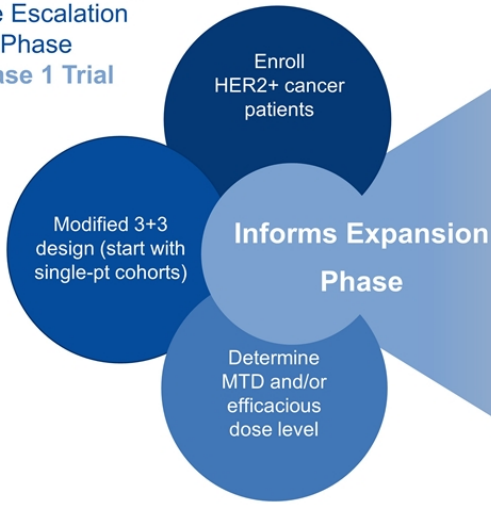 Escalation
Phase
1 Trial
Enroll
HER2+ cancer
patients
Modified 3+3
design (start with
single-pt cohorts)
Informs Expansion
Phase
Determine
MTD and/or
efficacious
dose level